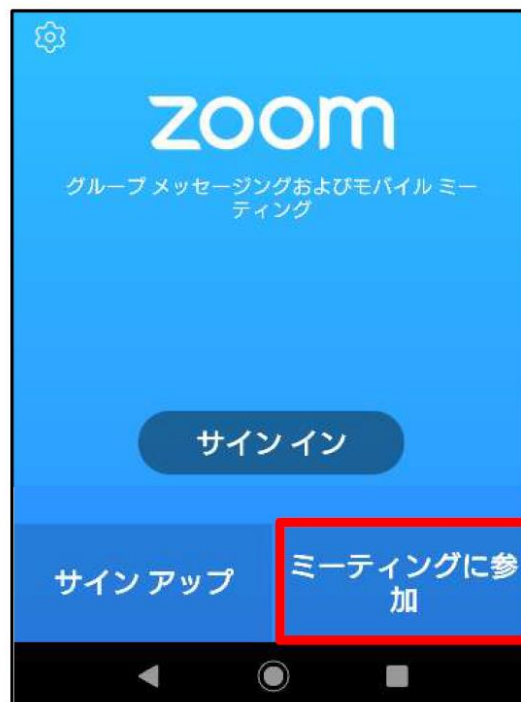 zoom
グループ メッセージングおよびモバイル ミー
ティング
サイン イン
サイン アップ
ミーティングに参
加